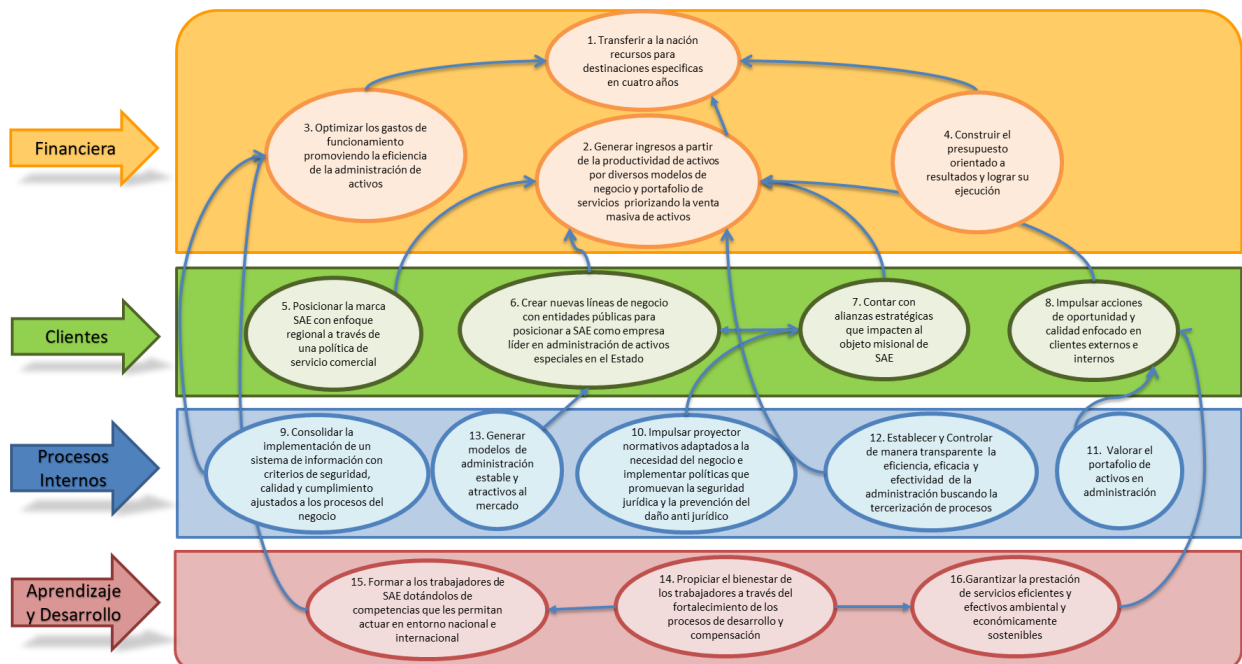 Financiera
1. Transferir a la nación
recursos para
destinaciones especificas
en cuatro años
3. Optimizar los gastos de
funcionamiento
promoviendo la eficiencia
de la administración de
activos
2. Generar ingresos a partir
de la productividad de activos
por diversos modelos de
negocio y portafolio de
servicios priorizando la venta
masiva de activos
4. Construir el
presupuesto
orientado a
resultados y lograr su
ejecución
Clientes
5. Posicionar la marca
SAE con enfoque
regional a través de
una política de
servicio comercial
6. Crear nuevas líneas de negocio
con entidades públicas para
posicionar a SAE como empresa
líder en administración de activos
especiales en el Estado
7. Contar con
alianzas estratégicas
que impacten al
objeto misional de
SAE
8. Impulsar acciones
de oportunidad y
calidad enfocado en
clientes externos e
internos
Procesos
Internos
9. Consolidar la
implementación de un
sistema de información con
criterios de seguridad,
calidad y cumplimiento
ajustados a los procesos del
negocio
13. Generar
modelos de
administración
estable y
atractivos al
mercado
10. Impulsar proyector
normativos adaptados a la
necesidad del negocio e
implementar políticas que
promuevan la seguridad
jurídica y la prevención del
daño anti jurídico
12. Establecer y Controlar
de manera transparente la
eficiencia, eficacia y
efectividad de
la administración buscando la
tercerización de procesos
11. Valorar el
portafolio de
activos en
administración
Aprendizaje
y Desarrollo
15. Formar a los trabajadores de
SAE dotándolos de
competencias que les permitan
actuar en entorno nacional e
internacional
14. Propiciar el bienestar de
los trabajadores a través del
fortalecimiento de los
procesos de desarrollo y
compensación
16.Garantizar la prestación
de servicios eficientes y
efectivos ambiental y
económicamente
sostenibles